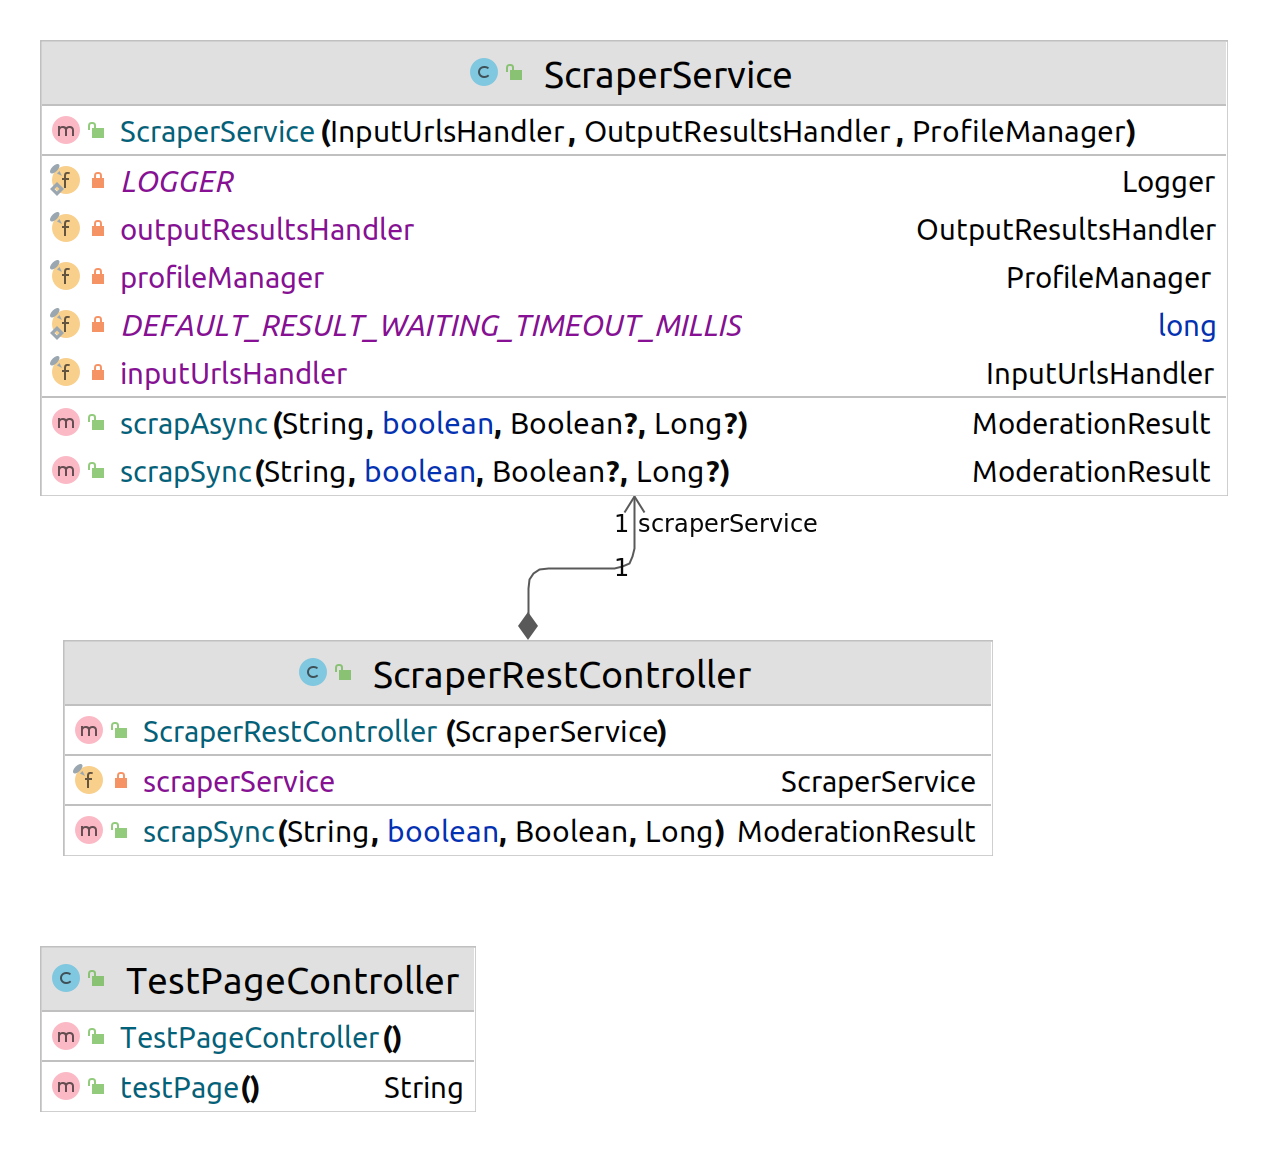 C ScraperService
m ScraperService(InputUrlsHandler, OutputResultsHandler, ProfileManager)
f LOGGER Logger
f outputResultsHandler OutputResultsHandler
f profileManager ProfileManager
f DEFAULT_RESULT_WAITING_TIMEOUT_MILLIS long
f inputUrlsHandler InputUrlsHandler
m scrapAsync(String, boolean, Boolean?, Long?) ModerationResult
m scrapSync(String, boolean, Boolean?, Long?) ModerationResult
1 scraperService
1
C ScraperRestController
m ScraperRestController(ScraperService)
f scraperService ScraperService
m scrapSync(String, boolean, Boolean, Long) ModerationResult
C TestPageController
m TestPageController()
m testPage() String